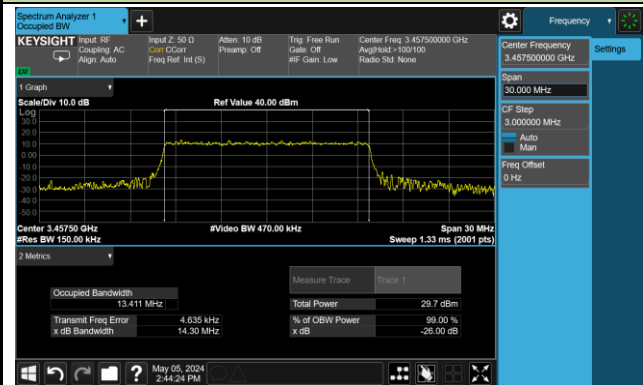 Spectrum Analyzer 1
Occupied BW
Frequency
KEYSIGHT
Input: RF
Coupling: AC
Align: Auto
Input Z: 50 Ω
Corr CCorr
Freq Ref: Int (S)
Atten: 10 dB
Preamp: Off
Trig: Free Run
Gate: Off
#IF Gain: Low
Center Freq: 3.457500000 GHz
Avg|Hold:>100/100
Radio Std: None
Center Frequency
3.457500000 GHz
Settings
Span
30.000 MHz
CF Step
3.000000 MHz
Auto
Man
Freq Offset
0 Hz
1 Graph
Scale/Div 10.0 dB
Ref Value 40.00 dBm
Log
30.0
20.0
10.0
0.00
-10.0
-20.0
-30.0
-40.0
-50.0
Center 3.45750 GHz
#Video BW 470.00 kHz
Span 30 MHz
#Res BW 150.00 kHz
Sweep 1.33 ms (2001 pts)
2 Metrics
Measure Trace
Trace 1
Occupied Bandwidth
13.411 MHz
Total Power
29.7 dBm
Transmit Freq Error
4.635 kHz
% of OBW Power
99.00 %
x dB Bandwidth
14.30 MHz
x dB
-26.00 dB
May 05, 2024
2:44:24 PM